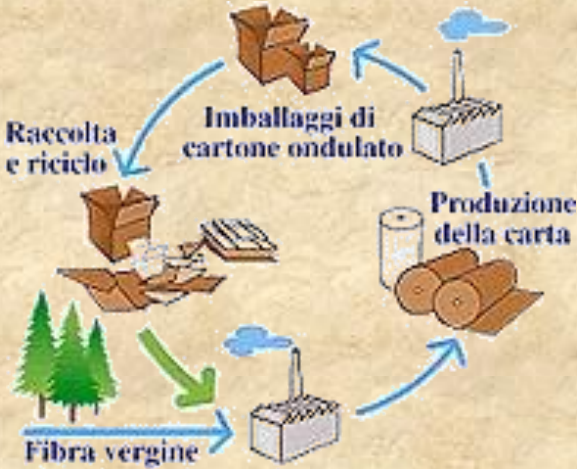 Imballaggi di
cartone ondulato
Raccolta
e riciclo
Produzione
della carta
Fibra vergine